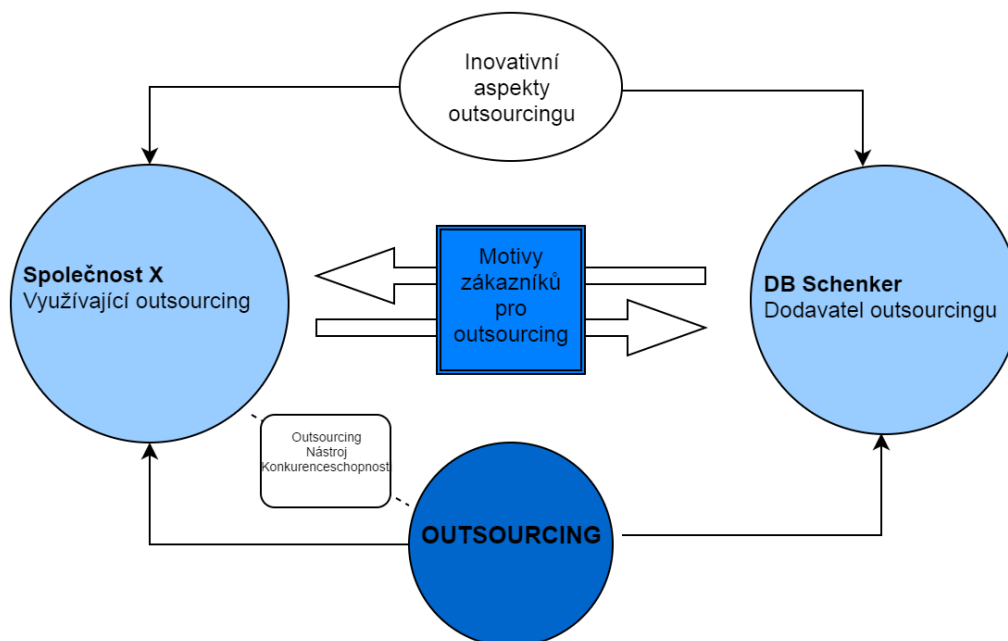 Inovativní
aspekty
outsourcingu
Společnost X
Využívající outsourcing
Motivy
zákazníků
pro
outsourcing
DB Schenker
Dodavatel outsourcingu
Outsourcing
Nástroj
Konkurenceschopnost
OUTSOURCING